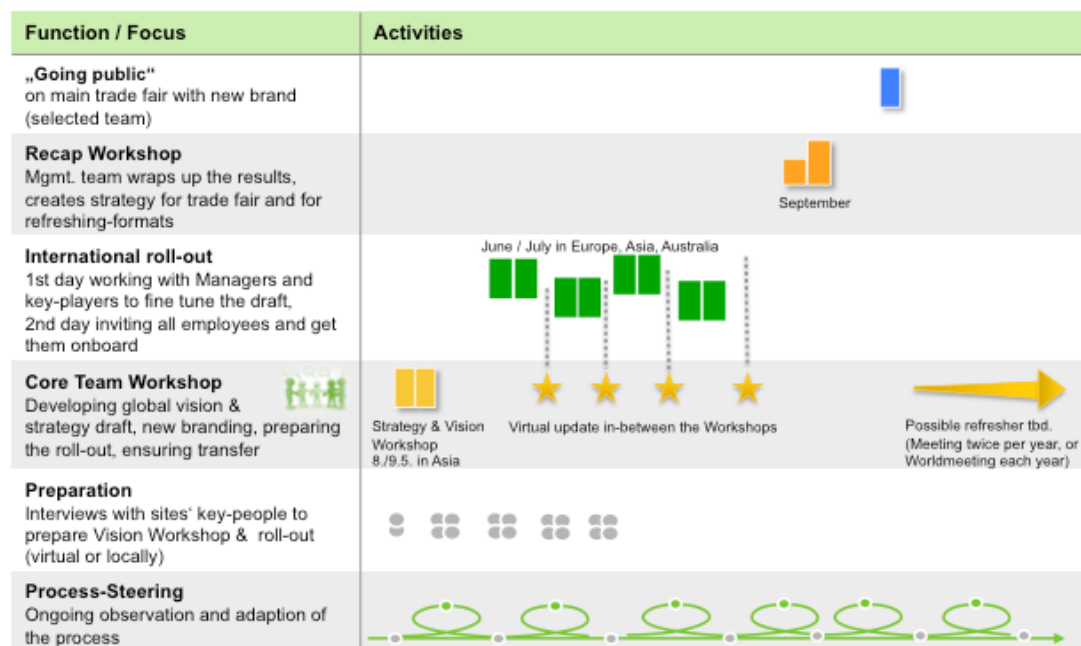 Function / Focus
Activities
„Going public“
on main trade fair with new brand
(selected team)
Recap Workshop
Mgmt. team wraps up the results,
creates strategy for trade fair and for
refreshing-formats
September
International roll-out
1st day working with Managers and
key-players to fine tune the draft,
2nd day inviting all employees and get
them onboard
June / July in Europe, Asia, Australia
Core Team Workshop
Developing global vision &
strategy draft, new branding, preparing
the roll-out, ensuring transfer
Strategy & Vision
Workshop
8./9.5. in Asia
Virtual update in-between the Workshops
Possible refresher tbd.
(Meeting twice per year, or
Worldmeeting each year)
Preparation
Interviews with sites‘ key-people to
prepare Vision Workshop & roll-out
(virtual or locally)
Process-Steering
Ongoing observation and adaption of
the process